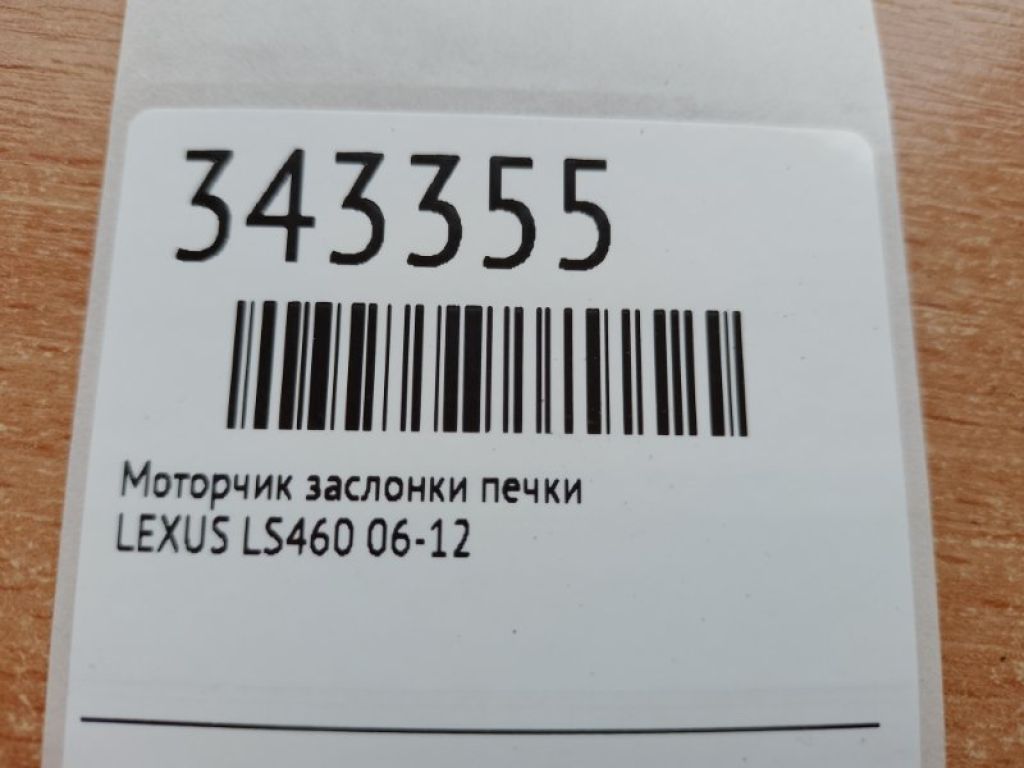 343355
Моторчик заслонки печки
LEXUS LS460 06-12